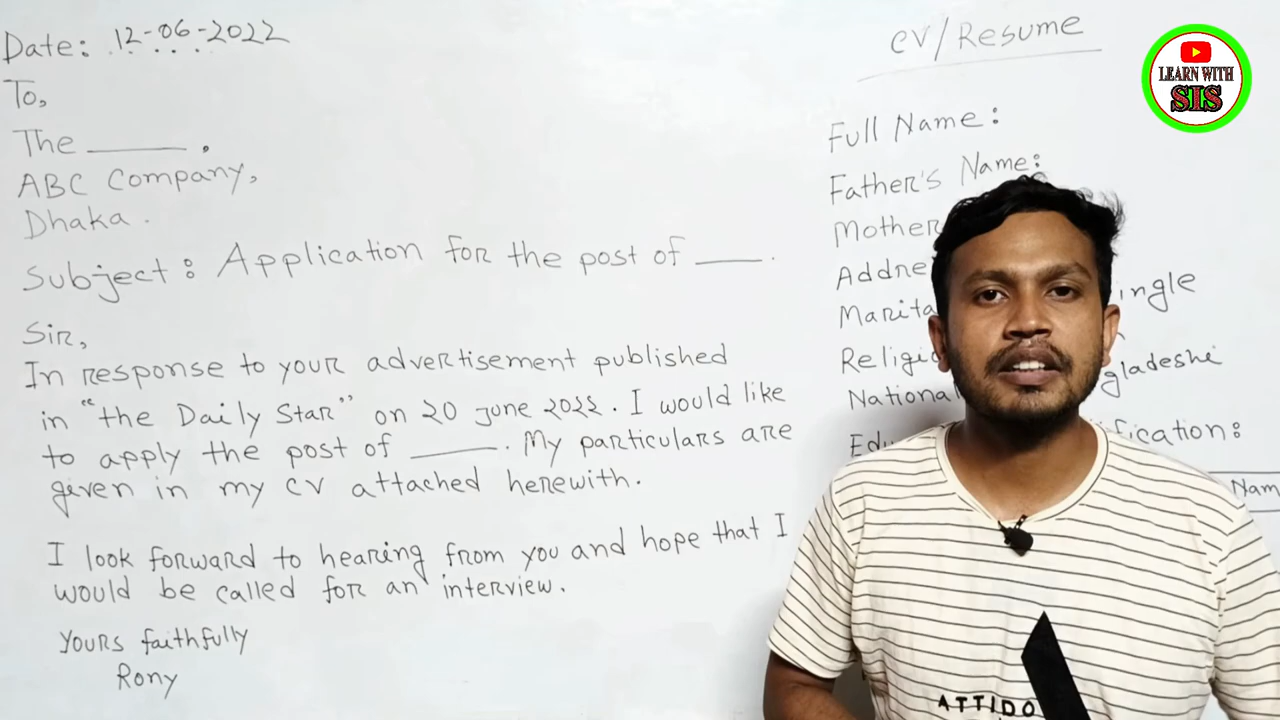 Date: 12-06-2022
To,
The ______ .
ABC Company,
Dhaka.
Subject: Application for the post of _____.
Sir,
In response to your advertisement published
in "the Daily Star" on 20 June 2022. I would like
to apply the post of ______. My particulars are
given in my CV attached herewith.
I look forward to hearing from you and hope that I
would be called for an interview.
Yours faithfully
Rony
CV/Resume
Full Name:
Father's Name:
Mother
Addre
Marita ingle
Religio
National gladeshi
Edu fication:
Nam
LEARN WITH
SIS
ATTIDO